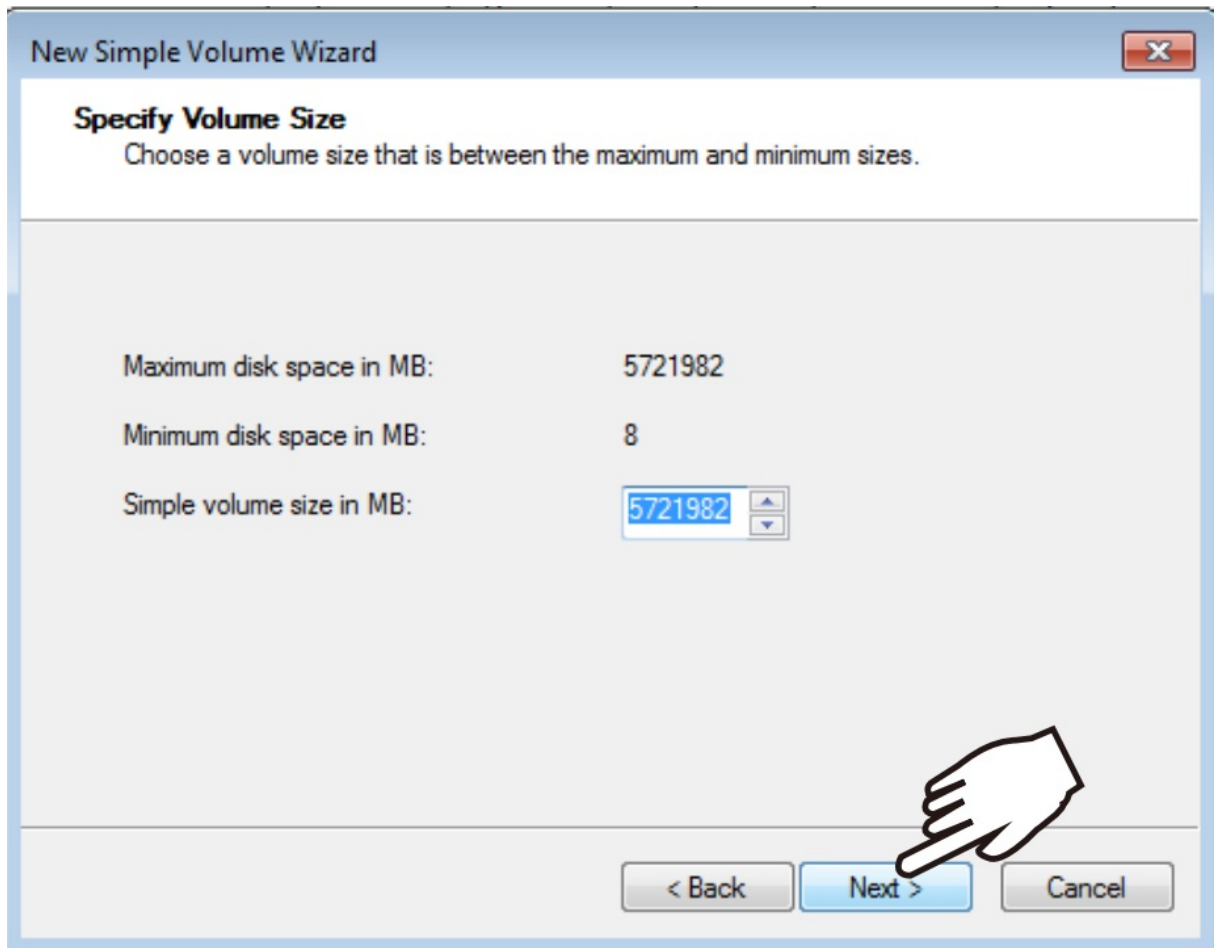 New Simple Volume Wizard
Specify Volume Size
Choose a volume size that is between the maximum and minimum sizes.
Maximum disk space in MB: 5721982
Minimum disk space in MB: 8
Simple volume size in MB: 5721982
< Back Next > Cancel